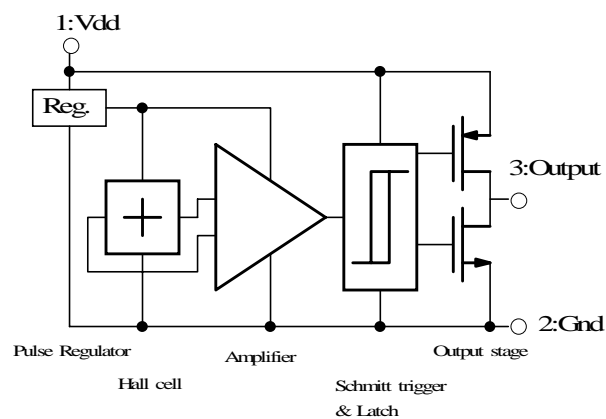 1:Vdd
Reg.
3:Output
2:Gnd
Pulse Regulator
Amplifier
Output stage
Hall cell
Schmitt trigger
& Latch